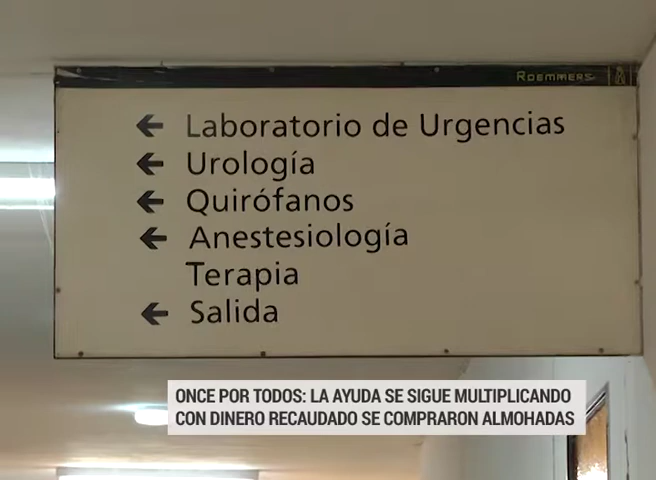 Roemmers
← Laboratorio de Urgencias
← Urología
← Quirófanos
← Anestesiología
Terapia
← Salida
ONCE POR TODOS: LA AYUDA SE SIGUE MULTIPLICANDO
CON DINERO RECAUDADO SE COMPRARON ALMOHADAS